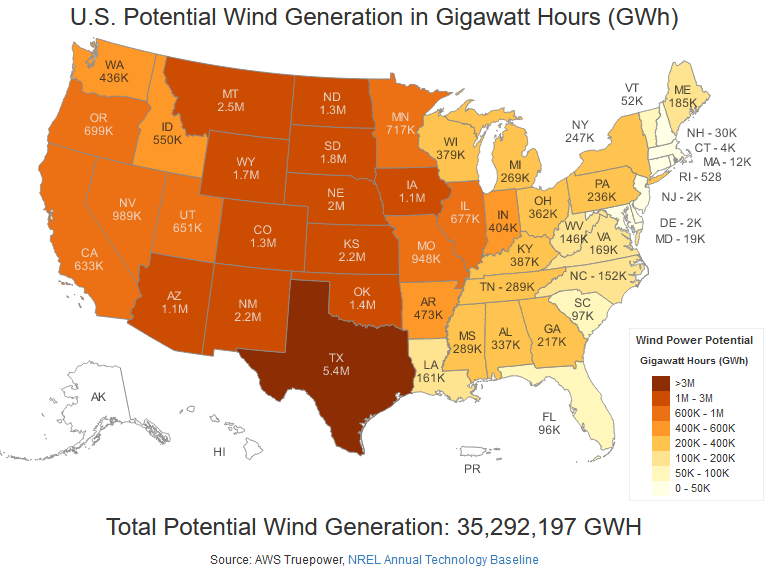 U.S. Potential Wind Generation in Gigawatt Hours (GWh)
WA
436K
OR
699K
ID
550K
MT
2.5M
ND
1.3M
MN
717K
SD
1.8M
WY
1.7M
NE
2M
IA
1.1M
WI
379K
MI
269K
NY
247K
VT
52K
ME
185K
NH - 30K
CT - 4K
MA - 12K
RI - 528
NJ - 2K
DE - 2K
MD - 19K
PA
236K
OH
362K
IN
404K
IL
677K
WV
146K
VA
169K
KY
387K
NC - 152K
TN - 289K
SC
97K
NV
989K
UT
651K
CA
633K
CO
1.3M
KS
2.2M
MO
948K
AZ
1.1M
NM
2.2M
OK
1.4M
AR
473K
MS
289K
AL
337K
GA
217K
TX
5.4M
LA
161K
FL
96K
AK
HI
PR
Wind Power Potential
Gigawatt Hours (GWh)
>3M
1M - 3M
600K - 1M
400K - 600K
200K - 400K
100K - 200K
50K - 100K
0 - 50K
Total Potential Wind Generation: 35,292,197 GWH
Source: AWS Truepower, NREL Annual Technology Baseline